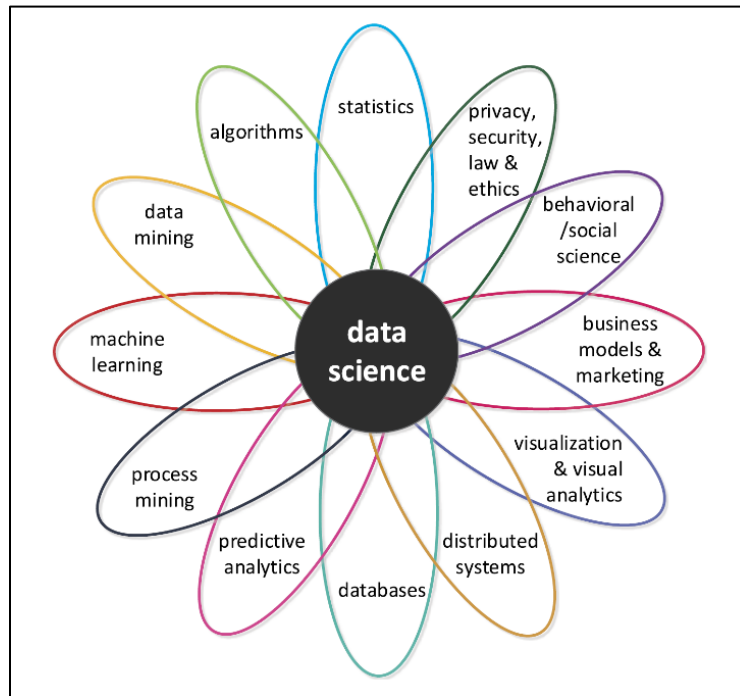 statistics
privacy,
security,
law &
ethics
behavioral
/social
science
business
models &
marketing
visualization
& visual
analytics
distributed
systems
databases
predictive
analytics
process
mining
machine
learning
data
mining
algorithms
data
science